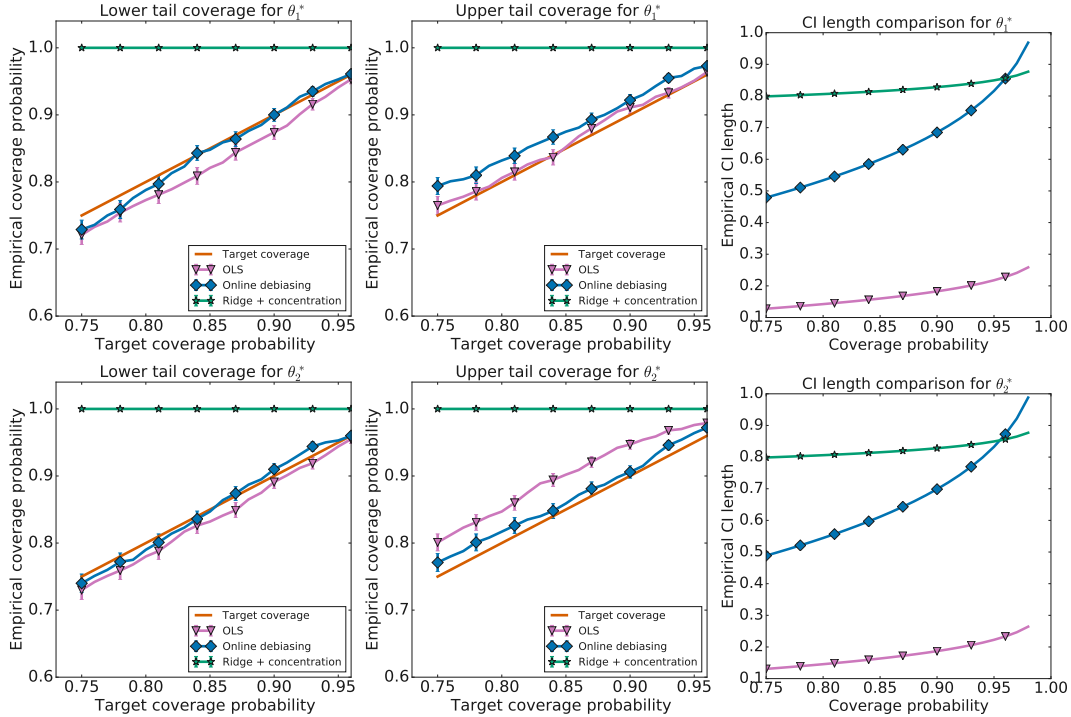 Lower tail coverage for θ₁*
Empirical coverage probability
1.0
0.9
0.8
0.7
0.6
0.75 0.80 0.85 0.90 0.95
Target coverage probability
Target coverage
OLS
Online debiasing
Ridge + concentration
Upper tail coverage for θ₁*
Empirical coverage probability
1.0
0.9
0.8
0.7
0.6
0.75 0.80 0.85 0.90 0.95
Target coverage probability
Target coverage
OLS
Online debiasing
Ridge + concentration
CI length comparison for θ₁*
Empirical CI length
1.0
0.9
0.8
0.7
0.6
0.5
0.4
0.3
0.2
0.1
0.75 0.80 0.85 0.90 0.95 1.00
Coverage probability
Lower tail coverage for θ₂*
Empirical coverage probability
1.0
0.9
0.8
0.7
0.6
0.75 0.80 0.85 0.90 0.95
Target coverage probability
Target coverage
OLS
Online debiasing
Ridge + concentration
Upper tail coverage for θ₂*
Empirical coverage probability
1.0
0.9
0.8
0.7
0.6
0.75 0.80 0.85 0.90 0.95
Target coverage probability
Target coverage
OLS
Online debiasing
Ridge + concentration
CI length comparison for θ₂*
Empirical CI length
1.0
0.9
0.8
0.7
0.6
0.5
0.4
0.3
0.2
0.1
0.75 0.80 0.85 0.90 0.95 1.00
Coverage probability